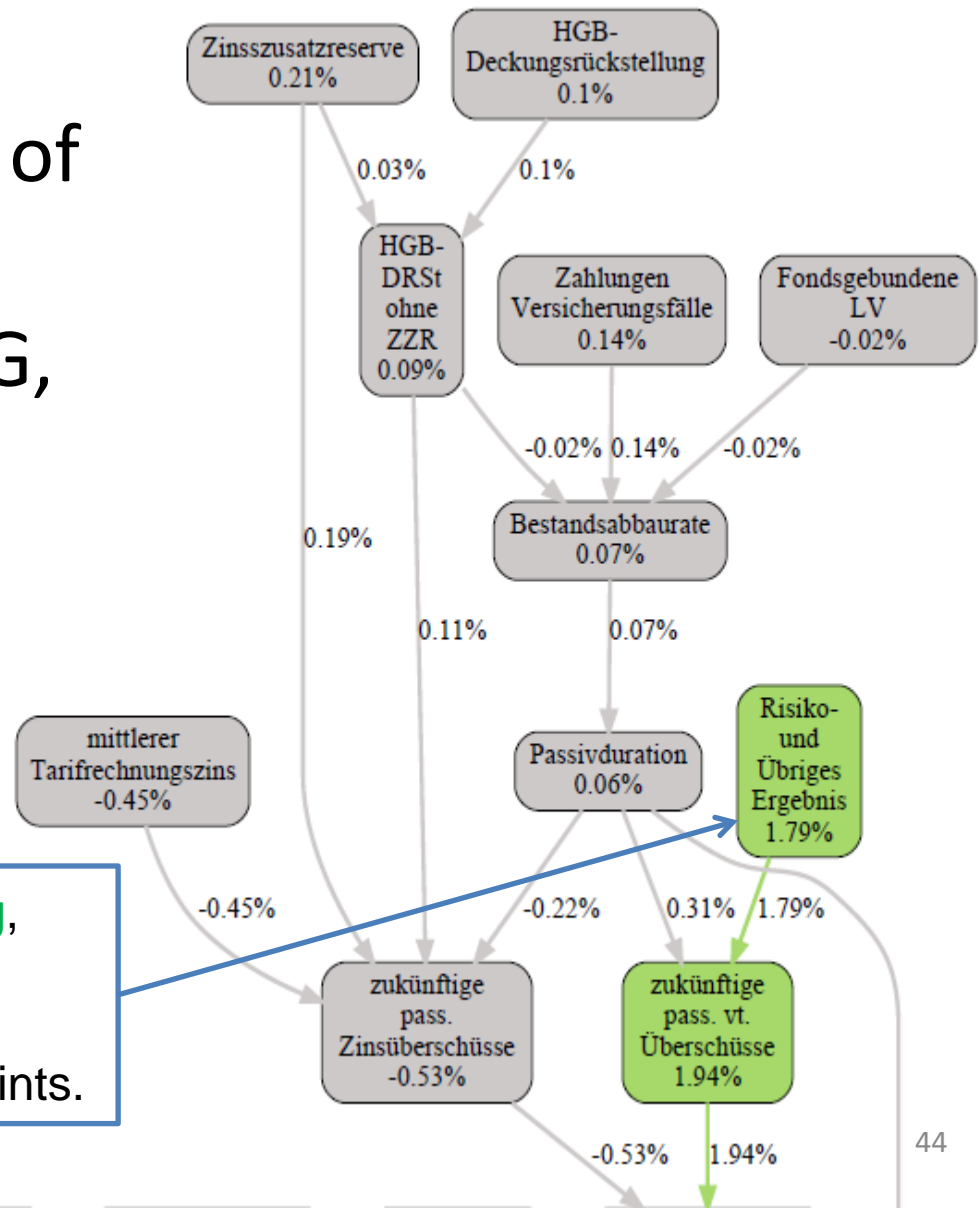 of
G,
Zinsszusatzreserve
0.21%
HGB-
Deckungsrückstellung
0.1%
0.03%
0.1%
HGB-
DRSt
ohne
ZZR
0.09%
Zahlungen
Versicherungsfälle
0.14%
Fondsgebundene
LV
-0.02%
-0.02%
0.14%
-0.02%
0.19%
Bestandsabbaurate
0.07%
0.11%
0.07%
mittlerer
Tarifrechnungszins
-0.45%
Passivduration
0.06%
Risiko-
und
Übriges
Ergebnis
1.79%
g,
ints.
-0.45%
-0.22%
0.31%
1.79%
zukünftige
pass.
Zinsüberschüsse
-0.53%
zukünftige
pass. vt.
Überschüsse
1.94%
-0.53%
1.94%
44